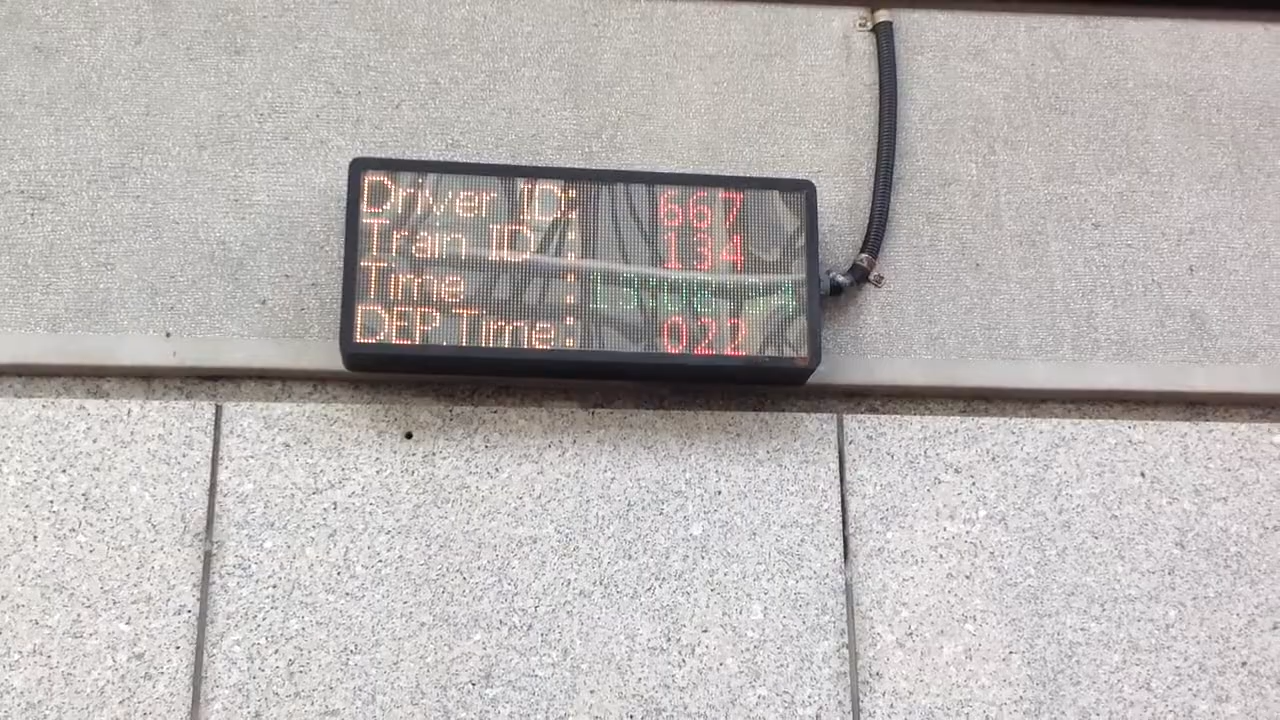 Driver ID: 667
Tran ID : 134
Time :
DEP Time: 022